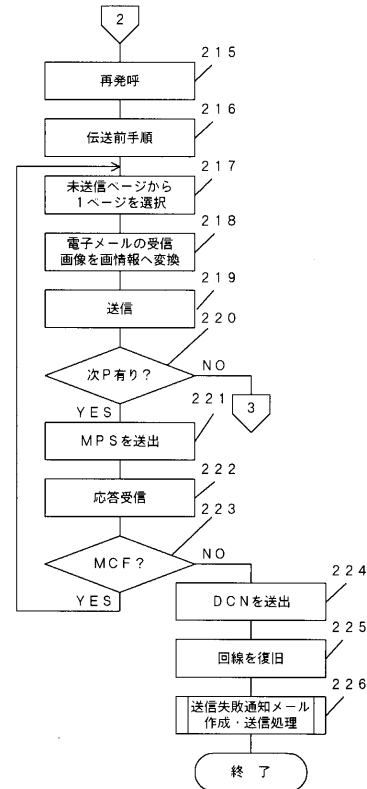 2
215
再発呼
216
伝送前手順
217
未送信ページから
1ページを選択
218
電子メールの受信
画像を画情報へ変換
219
送信
220
次P有り？
NO
3
YES
221
MPSを送出
222
応答受信
223
MCF？
NO
YES
224
DCNを送出
225
回線を復旧
226
送信失敗通知メール
作成・送信処理
終 了